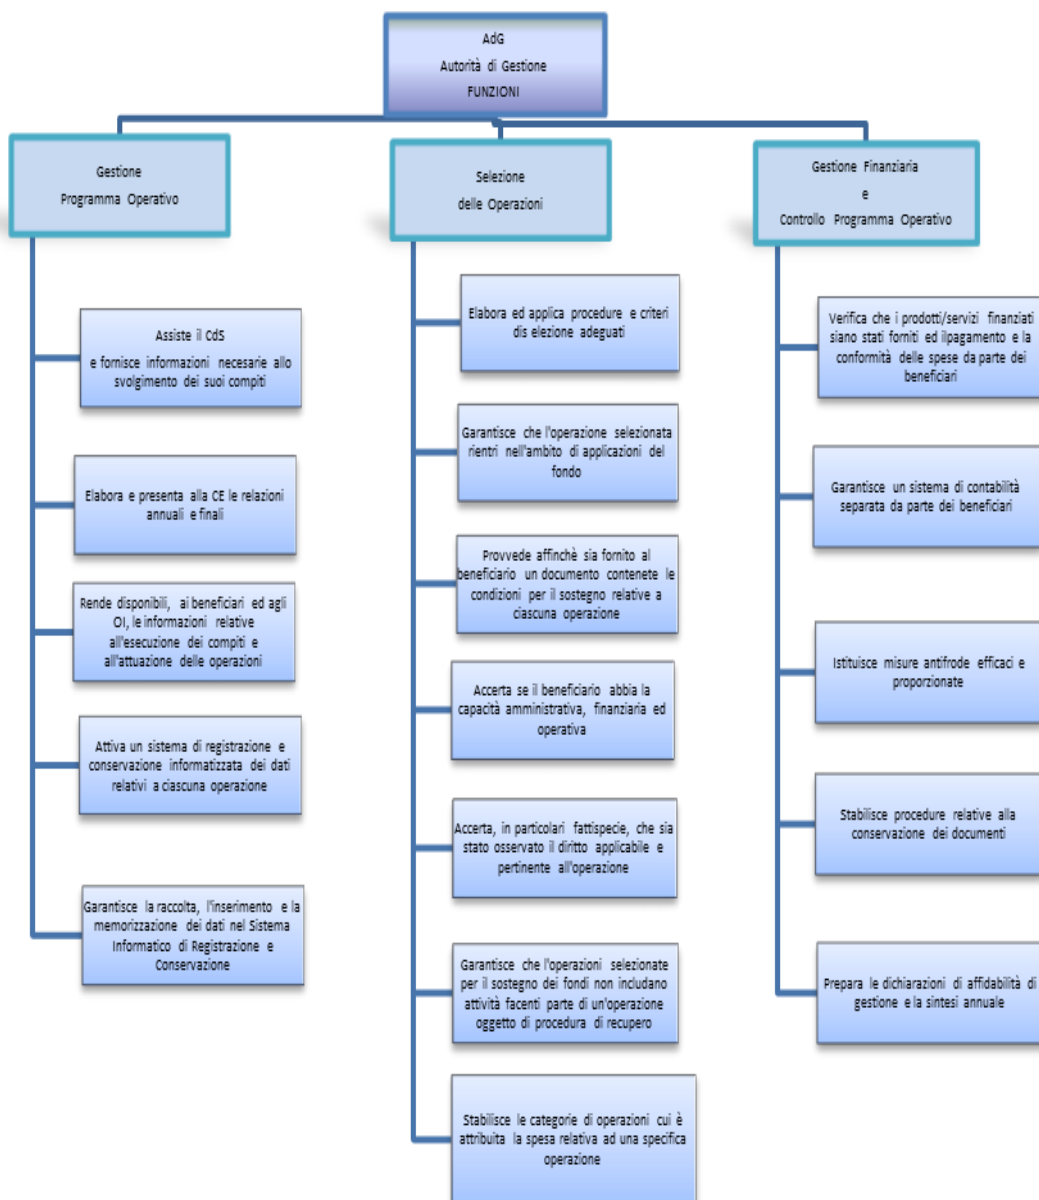 AdG
Autorità di Gestione
FUNZIONI
Gestione
Programma Operativo
Assiste il CdS
e fornisce informazioni necesarie allo
svolgimento dei suoi compiti
Elabora e presenta alla CE le relazioni
annuali e finali
Rende disponibili, ai beneficiari ed agli
OI, le informazioni relative
all'esecuzione dei compiti e
all'attuazione delle operazioni
Attiva un sistema di registrazione e
conservazione informatizzata dei dati
relativi a ciascuna operazione
Garantisce la raccolta, l'inserimento e la
memorizzazione dei dati nel Sistema
Informatico di Registrazione e
Conservazione
Selezione
delle Operazioni
Elabora ed applica procedure e criteri
dis elezione adeguati
Garantisce che l'operazione selezionata
rientri nell'ambito di applicazioni del
fondo
Provvede affinchè sia fornito al
beneficiario un documento contenete le
condizioni per il sostegno relative a
ciascuna operazione
Accerta se il beneficiario abbia la
capacità amministrativa, finanziaria ed
operativa
Accerta, in particolari fattispecie, che sia
stato osservato il diritto applicabile e
pertinente all'operazione
Garantisce che l'operazioni selezionate
per il sostegno dei fondi non includano
attività facenti parte di un'operazione
oggetto di procedura di recupero
Stabilisce le categorie di operazioni cui è
attribuita la spesa relativa ad una specifica
operazione
Gestione Finanziaria
e
Controllo Programma Operativo
Verifica che i prodotti/servizi finanziati
siano stati forniti ed ilpagamento e la
conformità delle spese da parte dei
beneficiari
Garantisce un sistema di contabilità
separata da parte dei beneficiari
Istituisce misure antifrode efficaci e
proporzionate
Stabilisce procedure relative alla
conservazione dei documenti
Prepara le dichiarazioni di affidabilità di
gestione e la sintesi annuale